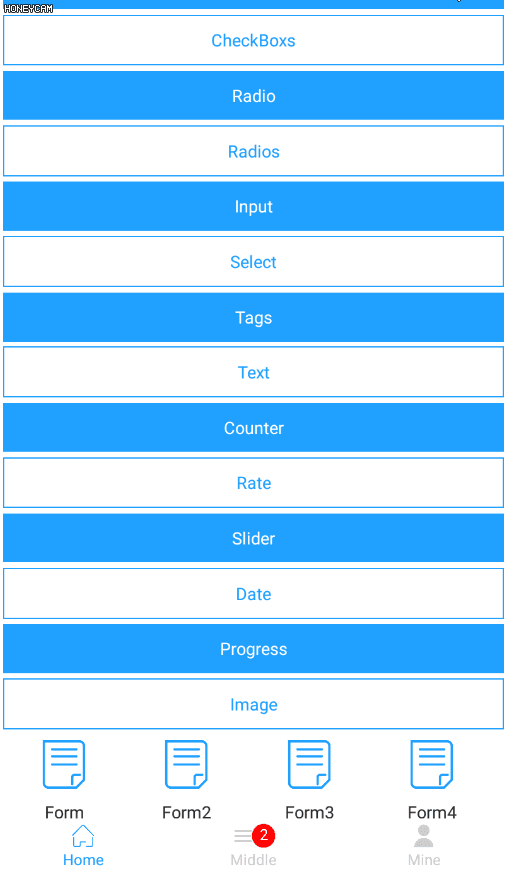 HONEYCAM
CheckBoxs
Radio
Radios
Input
Select
Tags
Text
Counter
Rate
Slider
Date
Progress
Image
Form Form2 Form3 Form4
2
Home Middle Mine